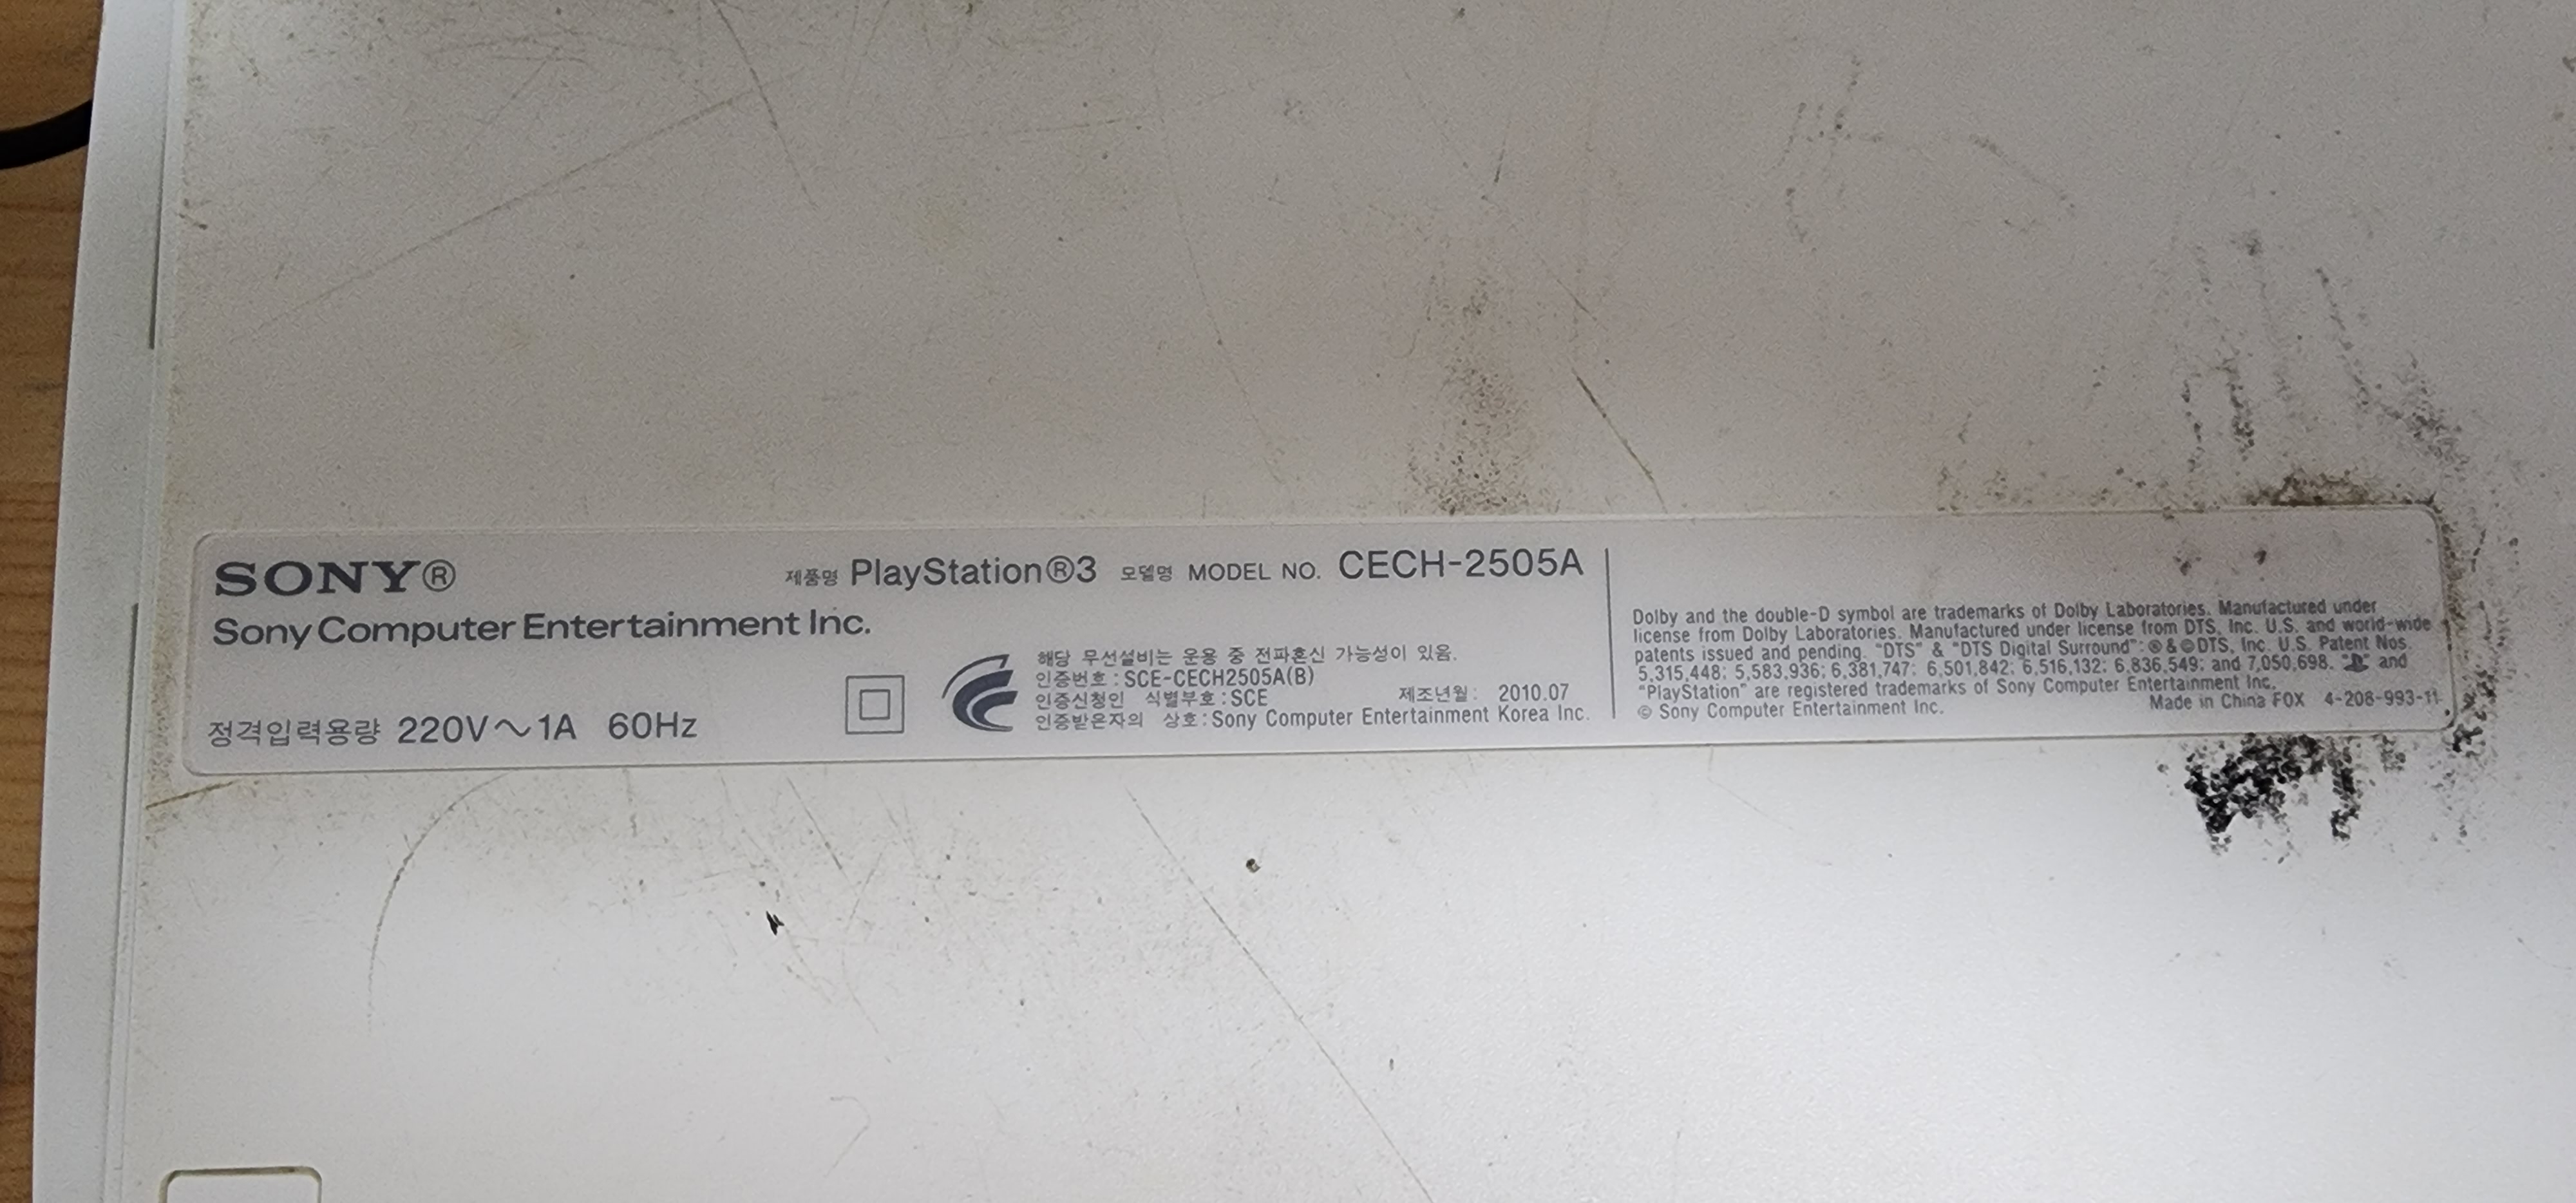 SONY®
Sony Computer Entertainment Inc.
제품명 PlayStation®3 모델명 MODEL NO. CECH-2505A
해당 무선설비는 운용 중 전파혼신 가능성이 있음.
인증번호 : SCE-CECH2505A(B)
인증신청인 식별부호 : SCE 제조년월 : 2010.07
인증받은자의 상호 : Sony Computer Entertainment Korea Inc.
정격입력용량 220V～1A 60Hz
Dolby and the double-D symbol are trademarks of Dolby Laboratories. Manufactured under
license from Dolby Laboratories. Manufactured under license from DTS, Inc. U.S. and world-wide
patents issued and pending. "DTS" & "DTS Digital Surround": ® & © DTS, Inc. U.S. Patent Nos.
5,315,448; 5,583,936; 6,381,747; 6,501,842; 6,516,132; 6,836,549; and 7,050,698. " " and
"PlayStation" are registered trademarks of Sony Computer Entertainment Inc.
© Sony Computer Entertainment Inc. Made in China FOX 4-208-993-11